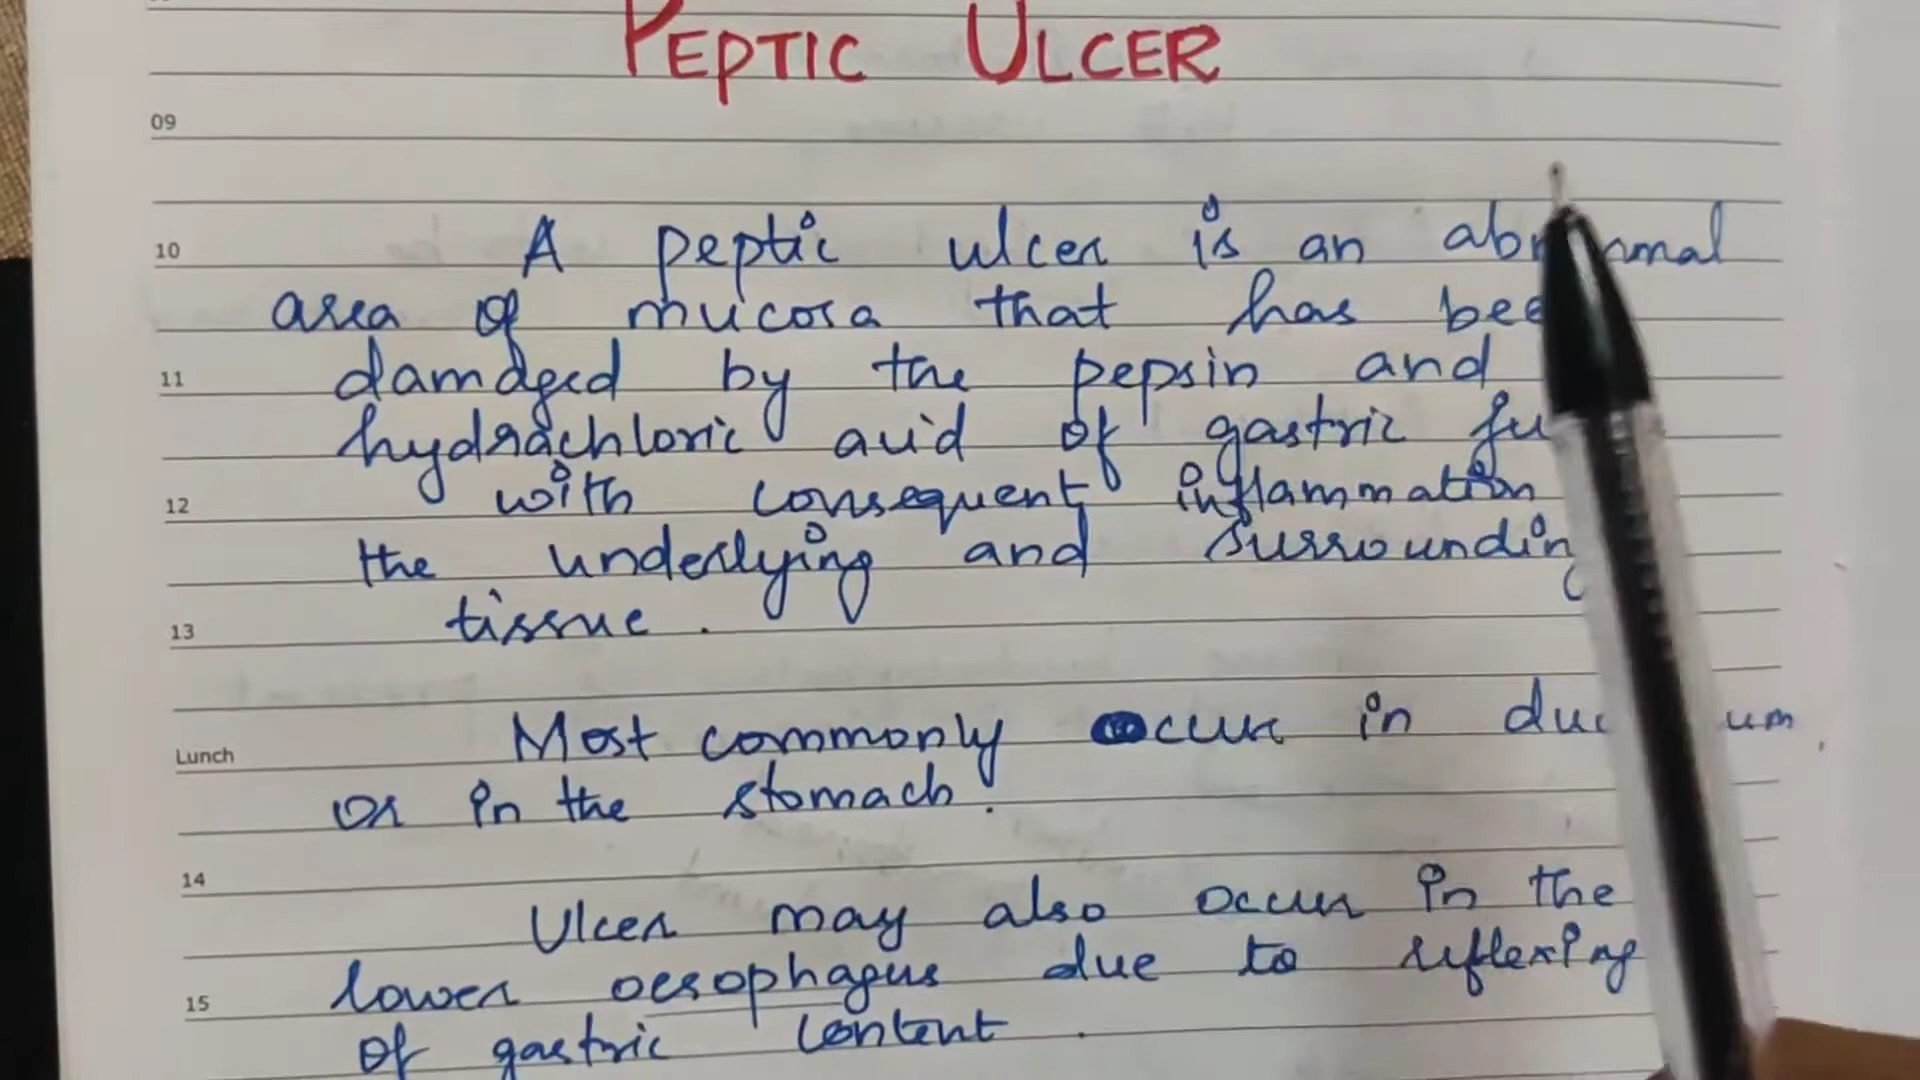 PEPTIC ULCER
09
10 A peptic ulcer is an
area of mucosa that has
11 damaged by the pepsin and
hydrachloric acid of gastric
12 with consequent inflammation
the underlying and surrounding
13 tissue.
Lunch Most commonly occur in
or in the stomach.
14
Ulcer may also occur in the
15 lower oesophagus due to reflexing
of gastric content.